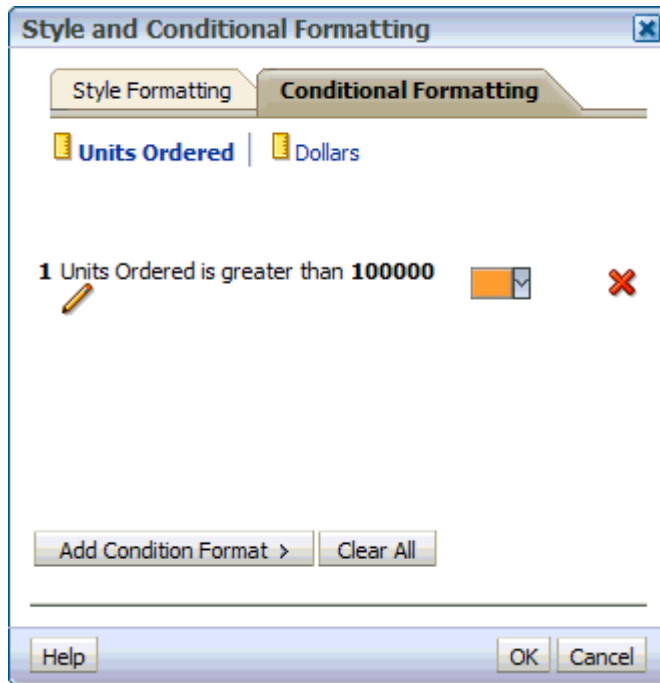 Style and Conditional Formatting
Style Formatting Conditional Formatting
Units Ordered Dollars
1 Units Ordered is greater than 100000
Add Condition Format > Clear All
Help OK Cancel